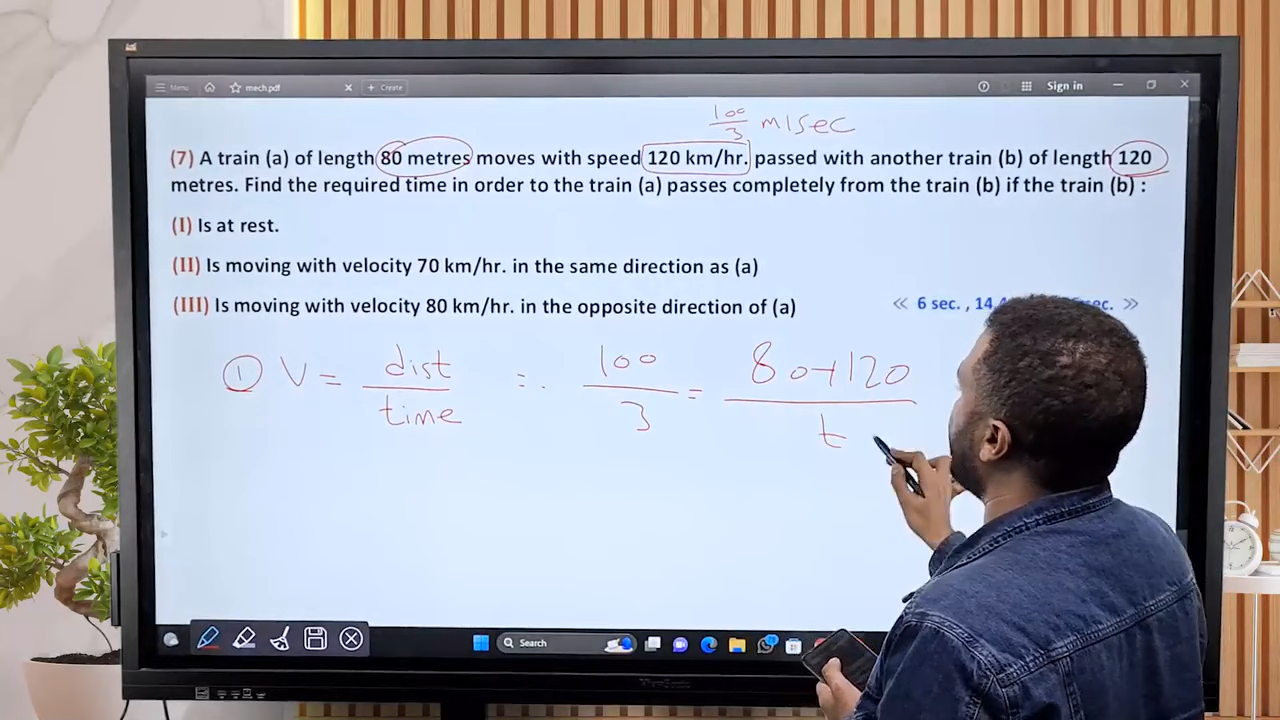 Menu mech.pdf + Create Sign in
100/3 m/sec
(7) A train (a) of length 80 metres moves with speed 120 km/hr. passed with another train (b) of length 120
metres. Find the required time in order to the train (a) passes completely from the train (b) if the train (b) :
(I) Is at rest.
(II) Is moving with velocity 70 km/hr. in the same direction as (a)
(III) Is moving with velocity 80 km/hr. in the opposite direction of (a)
« 6 sec. , 14. sec. »
① V = dist/time ∴ 100/3 = 80+120/t
Search
ViewSonic